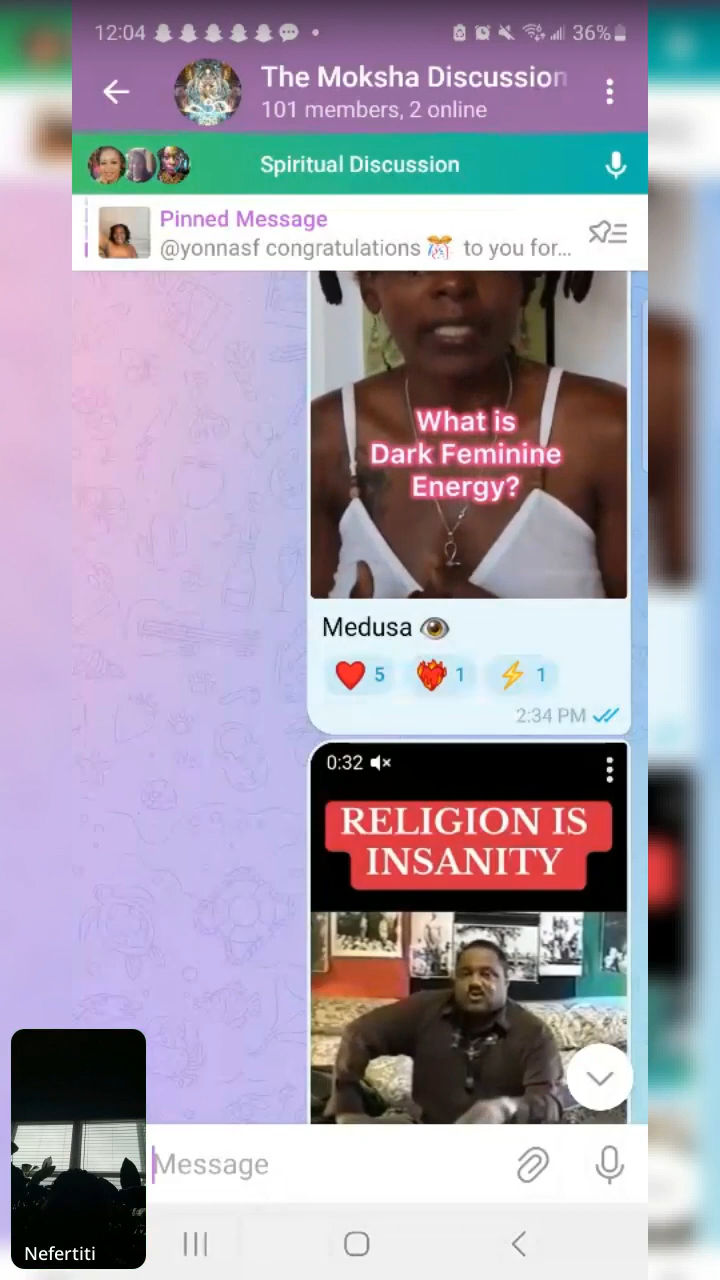 12:04
36%
The Moksha Discussion
101 members, 2 online
Spiritual Discussion
Pinned Message
@yonnasf congratulations 🎊 to you for...
What is
Dark Feminine
Energy?
Medusa 👁️
❤️ 5 ❤️‍🔥 1 ⚡ 1
2:34 PM
0:32
RELIGION IS
INSANITY
Message
Nefertiti